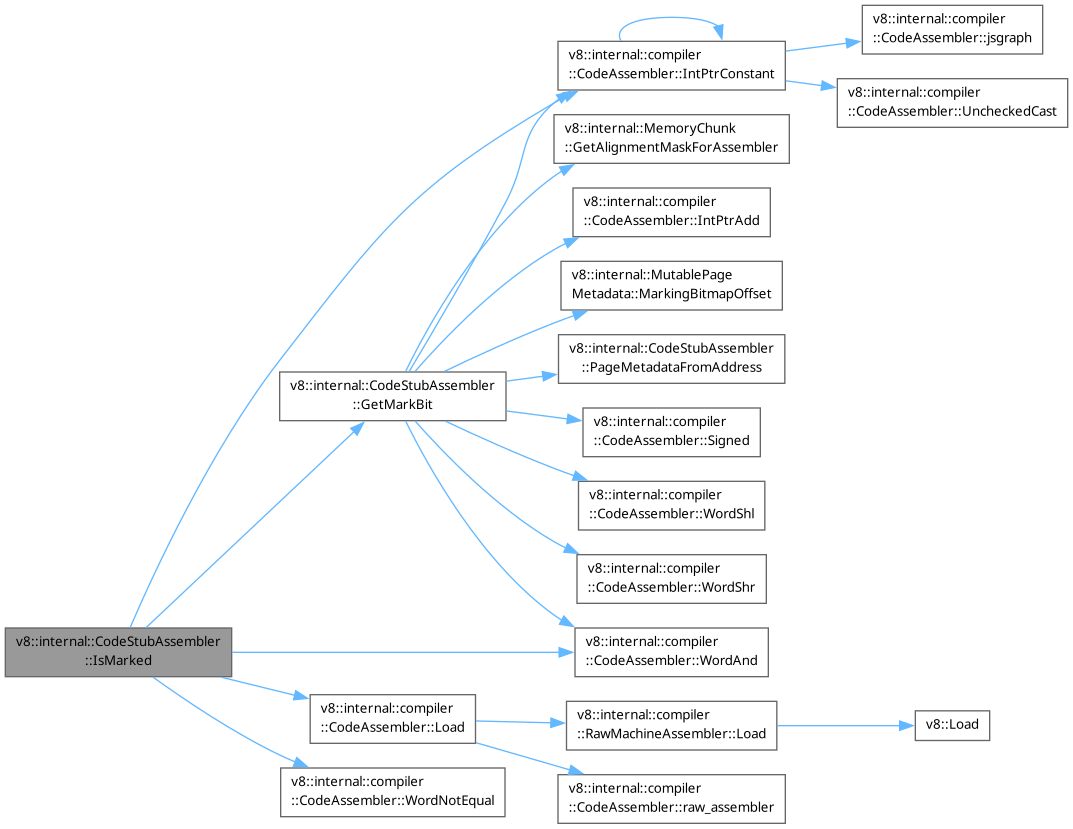 v8::internal::compiler
::CodeAssembler::jsgraph
v8::internal::compiler
::CodeAssembler::IntPtrConstant
v8::internal::compiler
::CodeAssembler::UncheckedCast
v8::internal::MemoryChunk
::GetAlignmentMaskForAssembler
v8::internal::compiler
::CodeAssembler::IntPtrAdd
v8::internal::MutablePage
Metadata::MarkingBitmapOffset
v8::internal::CodeStubAssembler
::PageMetadataFromAddress
v8::internal::CodeStubAssembler
::GetMarkBit
v8::internal::compiler
::CodeAssembler::Signed
v8::internal::compiler
::CodeAssembler::WordShl
v8::internal::compiler
::CodeAssembler::WordShr
v8::internal::CodeStubAssembler
::IsMarked
v8::internal::compiler
::CodeAssembler::WordAnd
v8::internal::compiler
::CodeAssembler::Load
v8::internal::compiler
::RawMachineAssembler::Load
v8::Load
v8::internal::compiler
::CodeAssembler::WordNotEqual
v8::internal::compiler
::CodeAssembler::raw_assembler